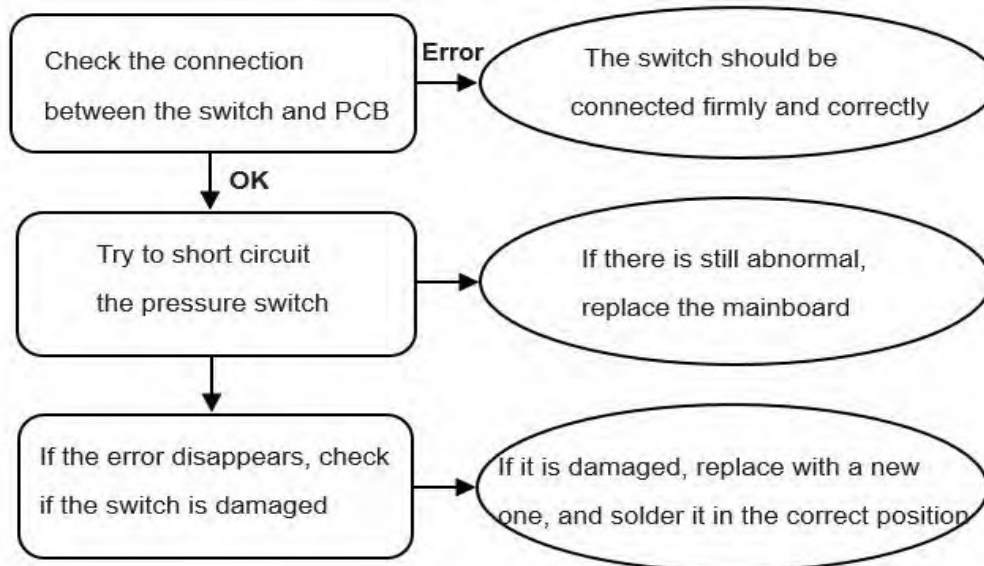 Check the connection
between the switch and PCB
Error
The switch should be
connected firmly and correctly
OK
Try to short circuit
the pressure switch
If there is still abnormal,
replace the mainboard
If the error disappears, check
if the switch is damaged
If it is damaged, replace with a new
one, and solder it in the correct position